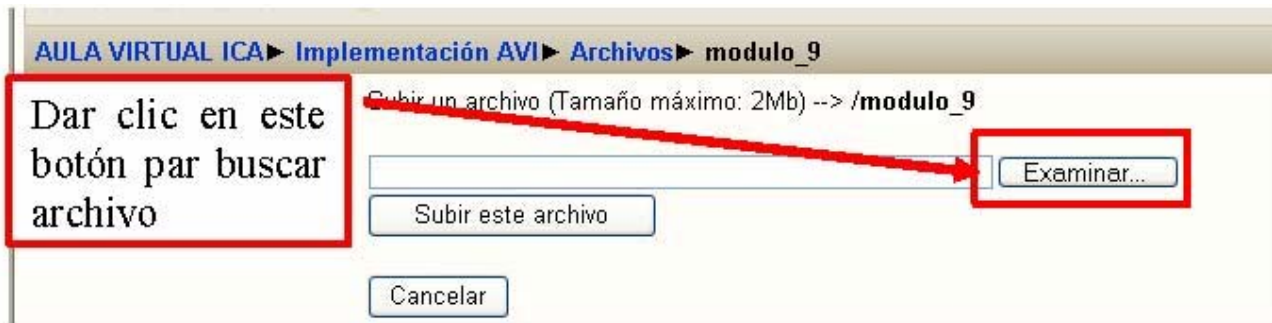 AULA VIRTUAL ICA► Implementación AVI► Archivos► modulo_9
Dar clic en este
botón par buscar
archivo
Subir un archivo (Tamaño máximo: 2Mb) --> /modulo_9
Examinar...
Subir este archivo
Cancelar